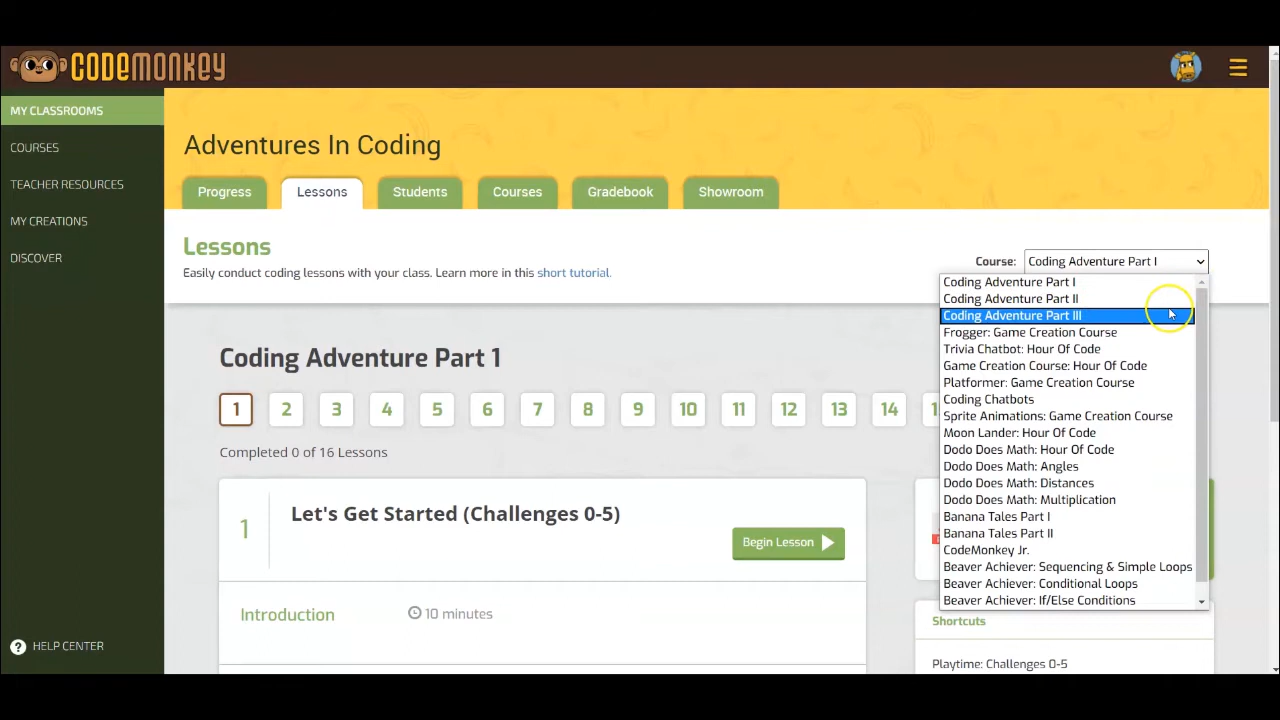 CODEMONKEY
MY CLASSROOMS
COURSES
TEACHER RESOURCES
MY CREATIONS
DISCOVER
HELP CENTER
Adventures In Coding
Progress
Lessons
Students
Courses
Gradebook
Showroom
Lessons
Easily conduct coding lessons with your class. Learn more in this short tutorial.
Course: Coding Adventure Part I
Coding Adventure Part I
Coding Adventure Part II
Coding Adventure Part III
Frogger: Game Creation Course
Trivia Chatbot: Hour Of Code
Game Creation Course: Hour Of Code
Platformer: Game Creation Course
Coding Chatbots
Sprite Animations: Game Creation Course
Moon Lander: Hour Of Code
Dodo Does Math: Hour Of Code
Dodo Does Math: Angles
Dodo Does Math: Distances
Dodo Does Math: Multiplication
Banana Tales Part I
Banana Tales Part II
CodeMonkey Jr.
Beaver Achiever: Sequencing & Simple Loops
Beaver Achiever: Conditional Loops
Beaver Achiever: If/Else Conditions
Coding Adventure Part 1
1 2 3 4 5 6 7 8 9 10 11 12 13 14
Completed 0 of 16 Lessons
1
Let's Get Started (Challenges 0-5)
Begin Lesson
Introduction
10 minutes
Shortcuts
Playtime: Challenges 0-5